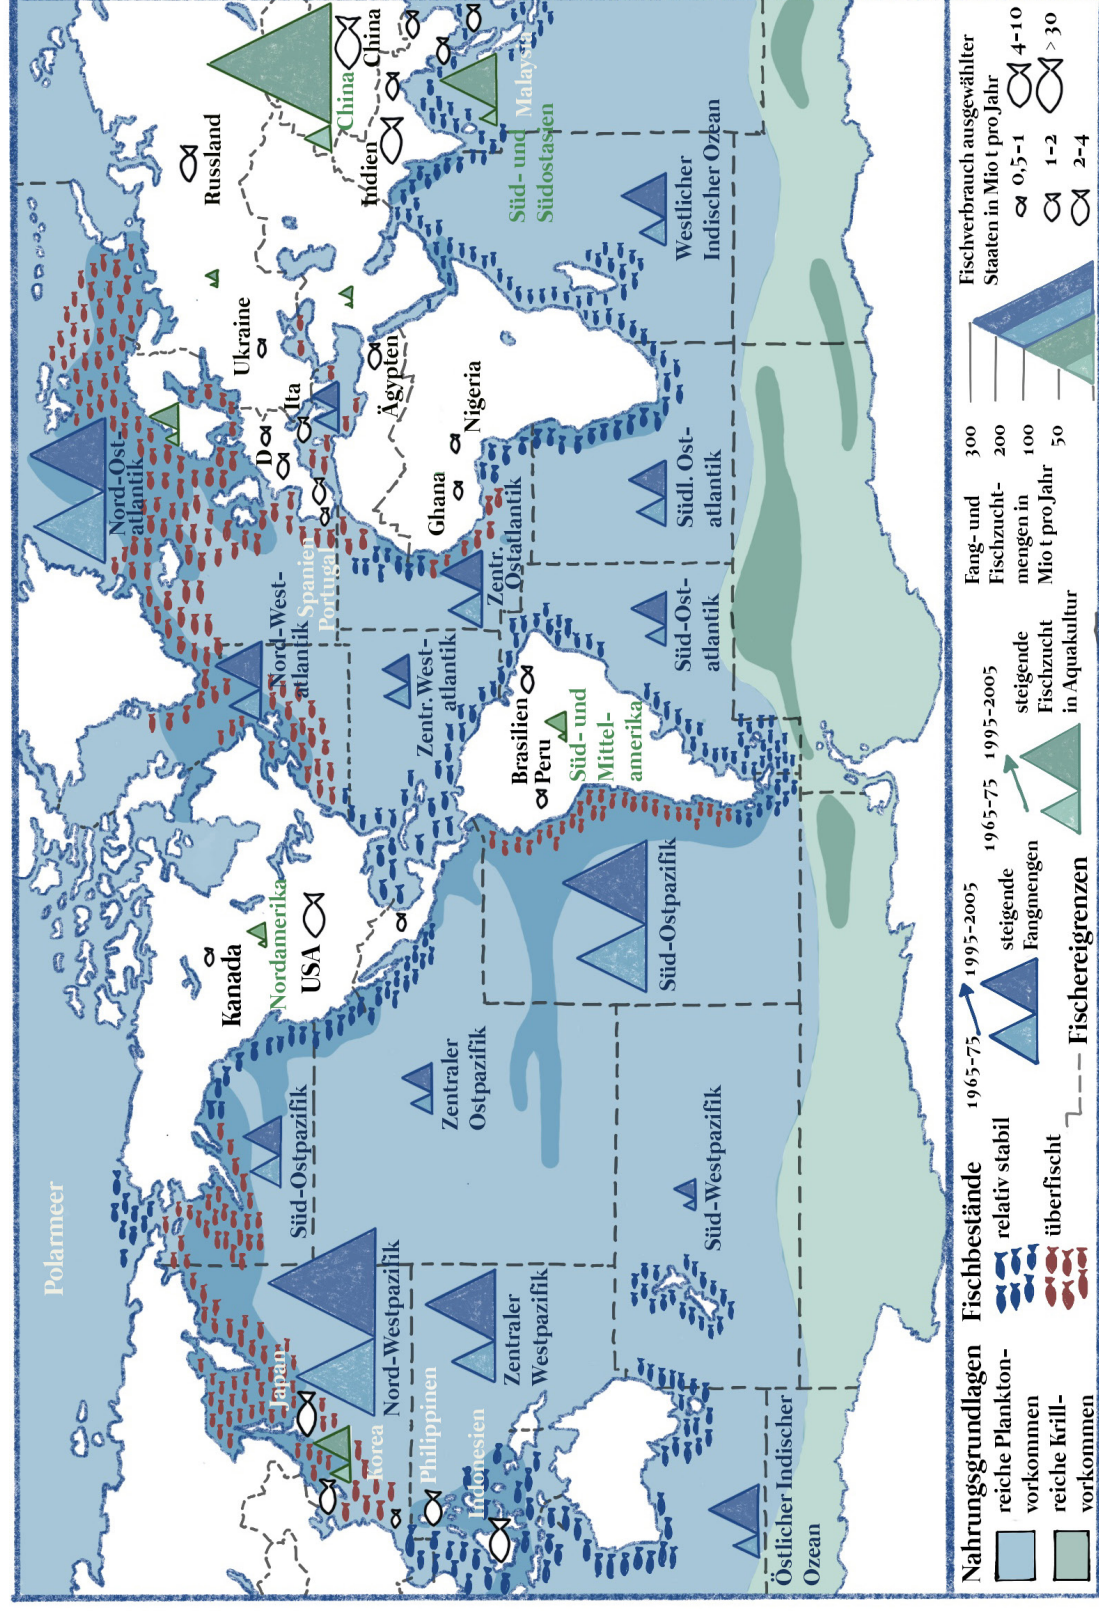 Polarmeer
Kanada
Nordamerika
USA
Süd-Ostpazifik
Japan
Nord-Westpazifik
Korea
Philippinen
Zentraler
Westpazifik
Indonesien
Zentraler
Ostpazifik
Süd-Ostpazifik
Süd-Westpazifik
Östlicher Indischer
Ozean
Brasilien
Peru
Süd- und
Mittel-
amerika
Nord-West-
atlantik
Zentr. West-
atlantik
Nord-Ost-
atlantik
Spanien
Portugal
Zentr.
Ostatlantik
Süd-Ost-
atlantik
Südl. Ost-
atlantik
D
Ita
Ukraine
Russland
Ägypten
Ghana
Nigeria
China
China
Indien
Malaysia
Süd- und
Südostasien
Westlicher
Indischer Ozean
Nahrungsgrundlagen
reiche Plankton-
vorkommen
reiche Krill-
vorkommen
Fischbestände
relativ stabil
überfischt
1965-75
1995-2005
steigende
Fangmengen
Fischereigrenzen
1965-75
1995-2005
steigende
Fischzucht
in Aquakultur
Fang- und
Fischzucht-
mengen in
Mio t pro Jahr
300
200
100
50
Fischverbrauch ausgewählter
Staaten in Mio t pro Jahr
0,5-1
1-2
2-4
4-10
> 30